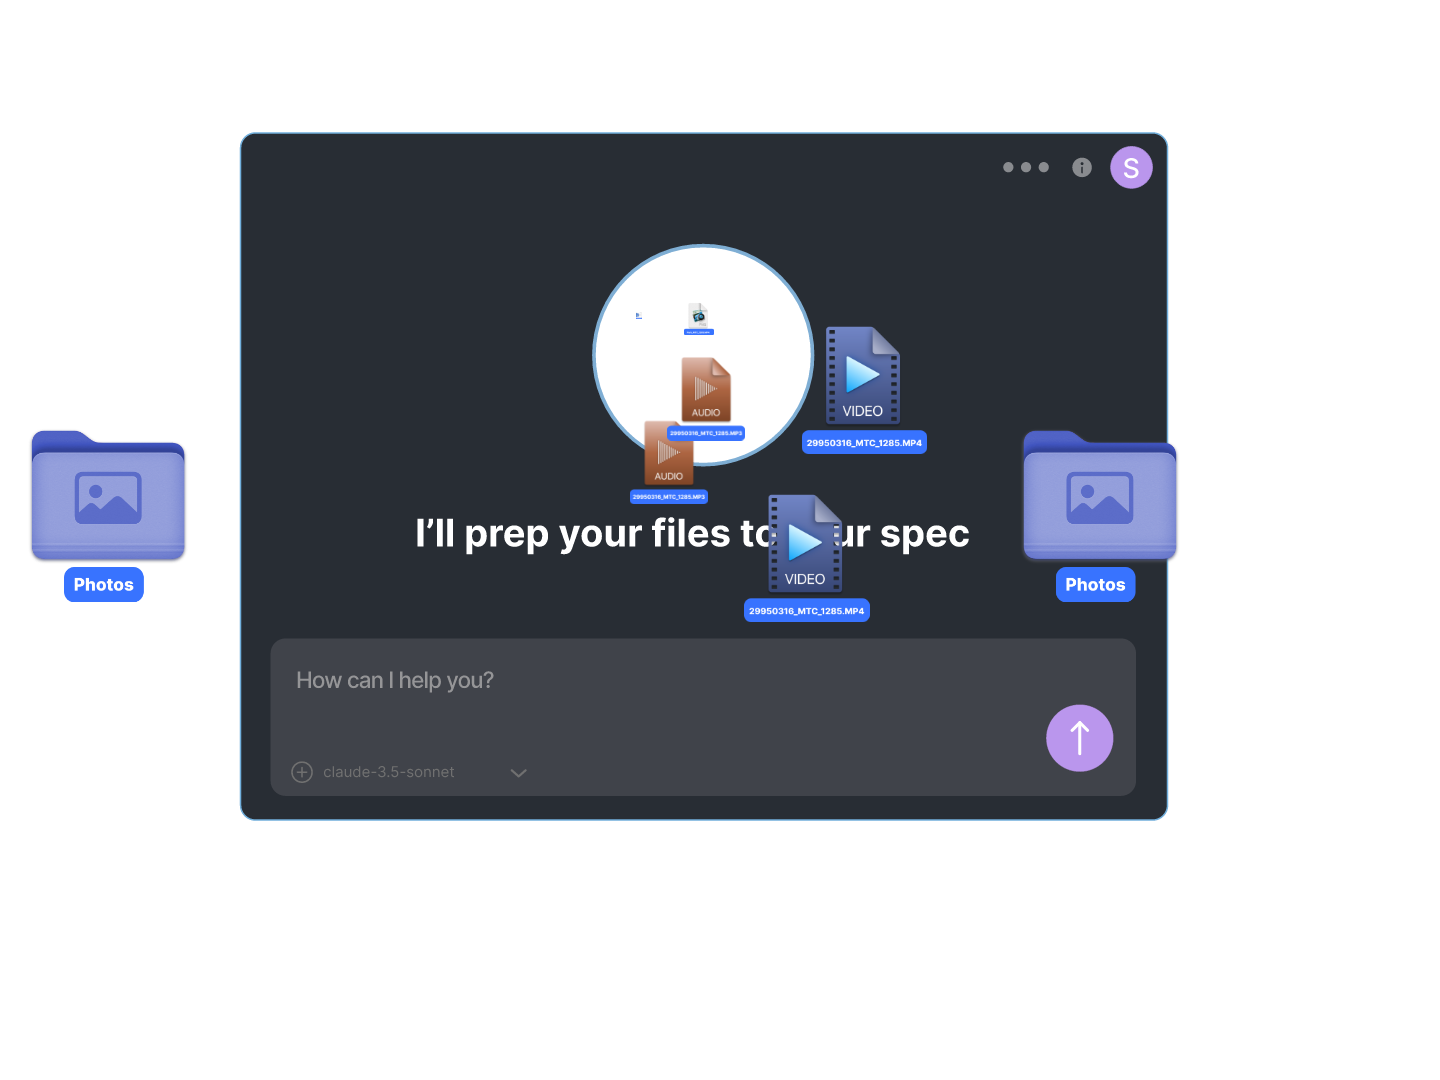 S
VIDEO
29950316_MTC_1285.MP4
AUDIO
29950316_MTC_1285.MP3
AUDIO
29950316_MTC_1285.MP3
I’ll prep your files to ur spec
VIDEO
29950316_MTC_1285.MP4
Photos
Photos
How can I help you?
claude-3.5-sonnet